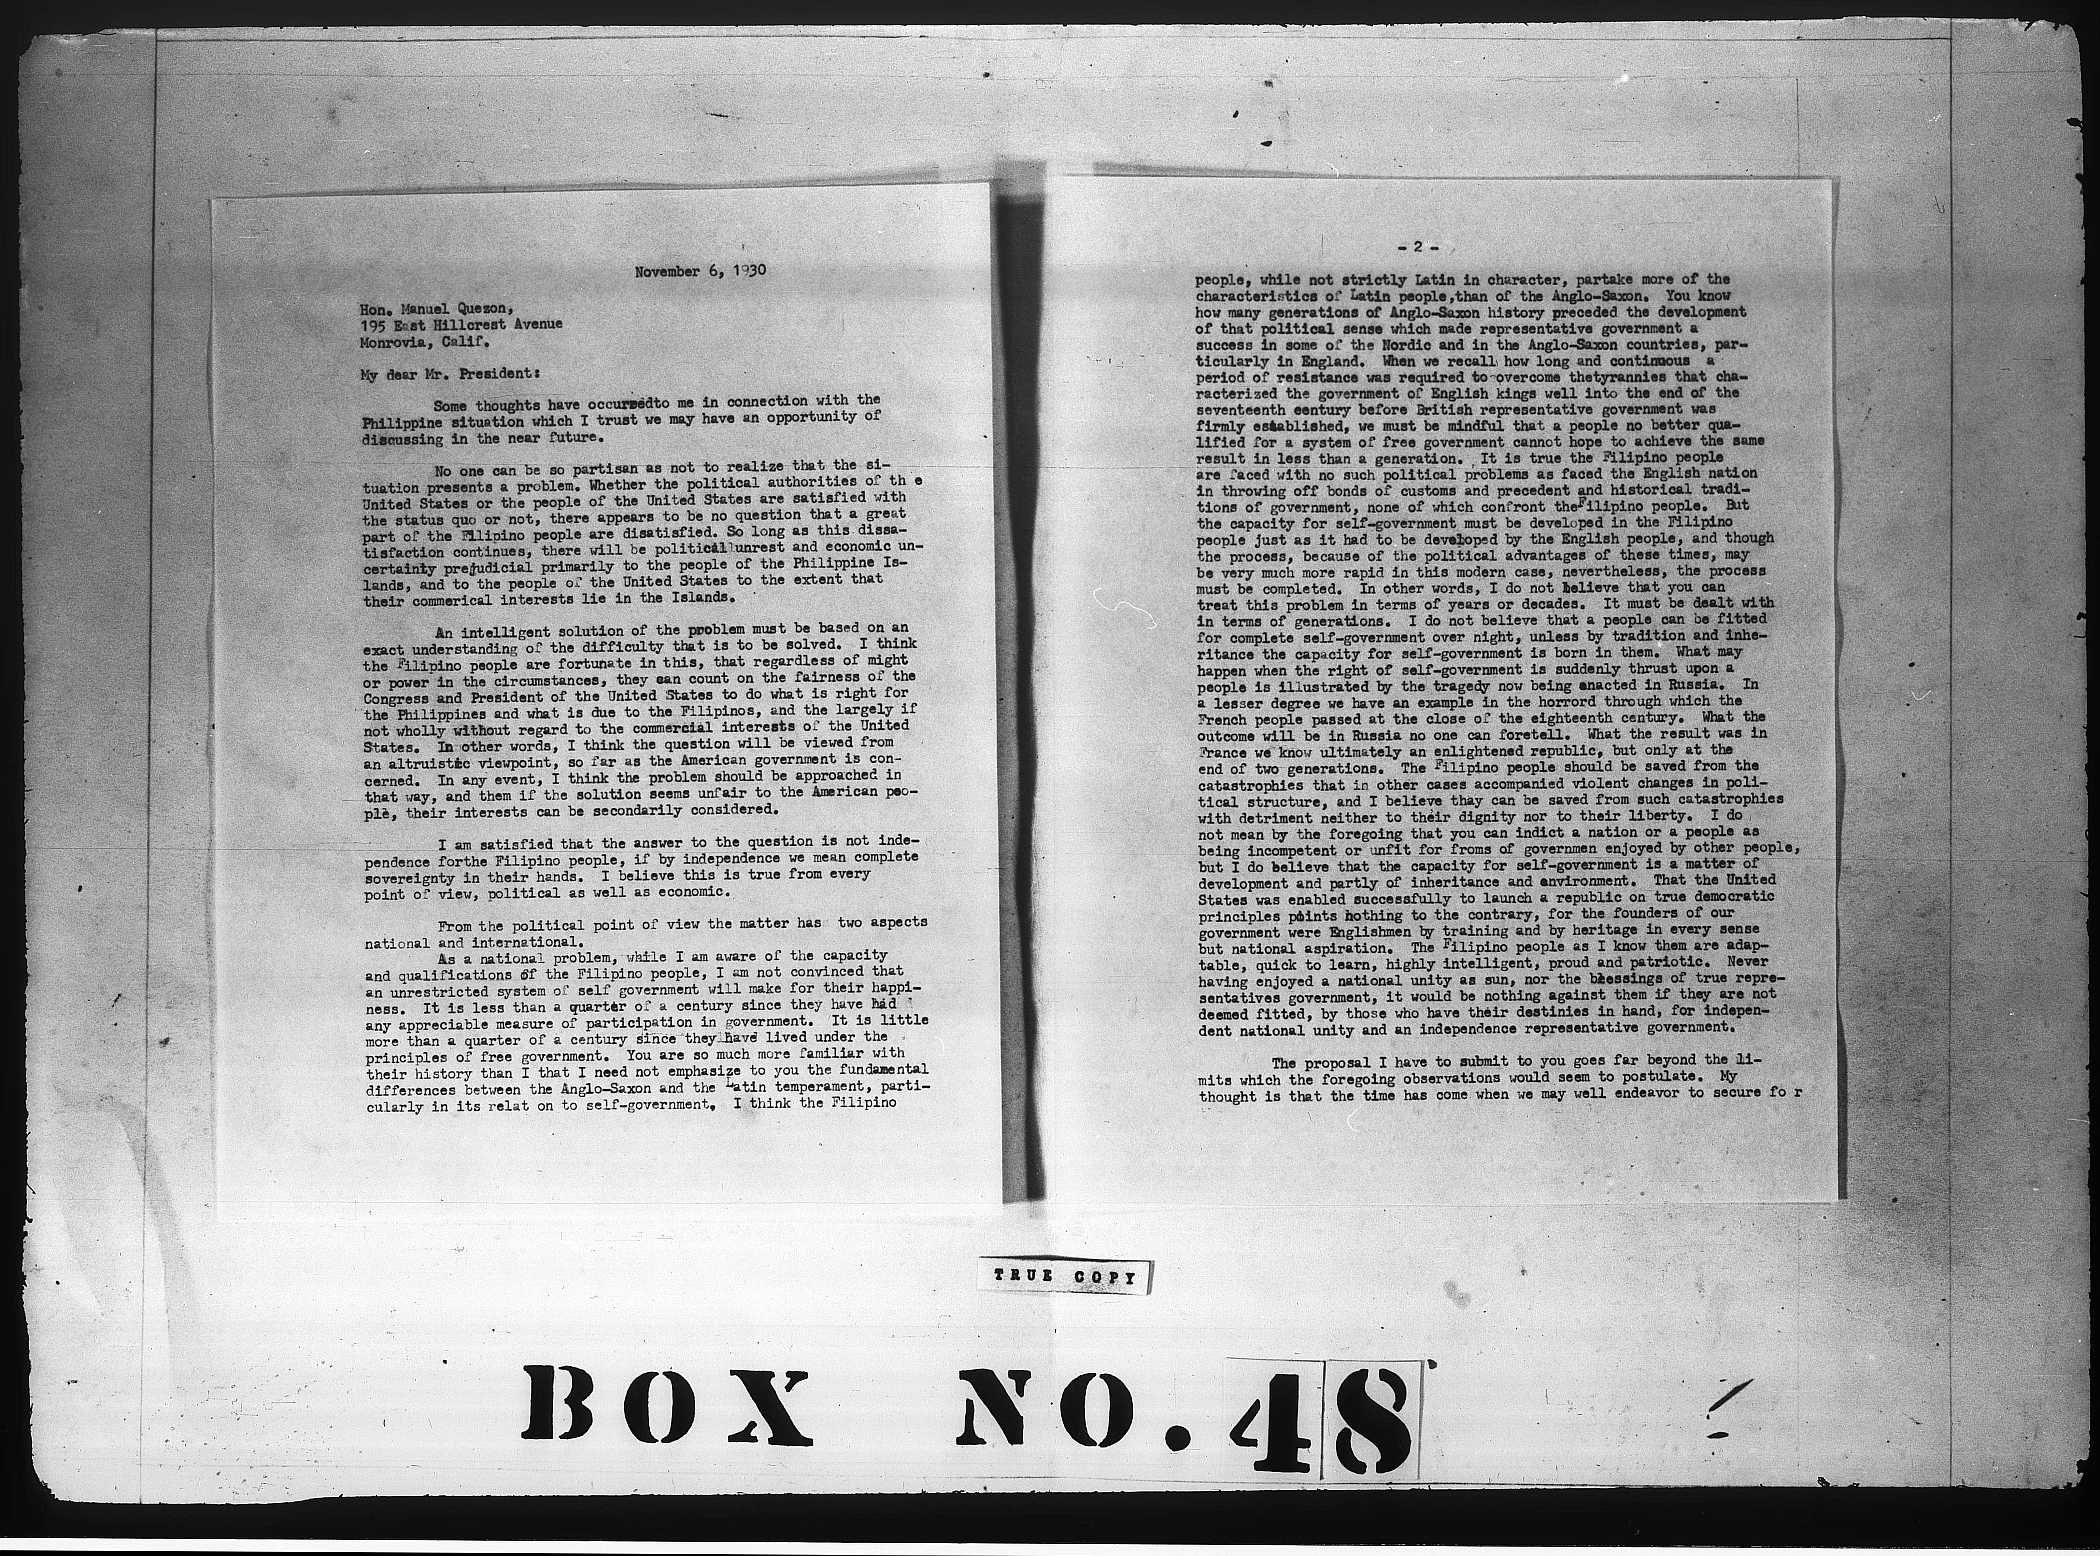 November 6, 1930
Hon. Manuel Quezon,
195 East Hillcrest Avenue
Monrovia, Calif.
My dear Mr. President:
Some thoughts have occurredto me in connection with the
Philippine situation which I trust we may have an opportunity of
discussing in the near future.
No one can be so partisan as not to realize that the si-
tuation presents a problem. Whether the political authorities of th e
United States or the people of the United States are satisfied with
the status quo or not, there appears to be no question that a great
part of the Filipino people are disatisfied. So long as this dissa-
tisfaction continues, there will be political unrest and economic un-
certainty prejudicial primarily to the people of the Philippine Is-
lands, and to the people of the United States to the extent that
their commerical interests lie in the Islands.
An intelligent solution of the problem must be based on an
exact understanding of the difficulty that is to be solved. I think
the Filipino people are fortunate in this, that regardless of might
or power in the circumstances, they can count on the fairness of the
Congress and President of the United States to do what is right for
the Philippines and what is due to the Filipinos, and the largely if
not wholly without regard to the commercial interests of the United
States. In other words, I think the question will be viewed from
an altruistic viewpoint, so far as the American government is con-
cerned. In any event, I think the problem should be approached in
that way, and them if the solution seems unfair to the American peo-
ple, their interests can be secondarily considered.
I am satisfied that the answer to the question is not inde-
pendence forthe Filipino people, if by independence we mean complete
sovereignty in their hands. I believe this is true from every
point of view, political as well as economic.
From the political point of view the matter has two aspects
national and international.
As a national problem, while I am aware of the capacity
and qualifications of the Filipino people, I am not convinced that
an unrestricted system of self government will make for their happi-
ness. It is less than a quarter of a century since they have had
any appreciable measure of participation in government. It is little
more than a quarter of a century since they have lived under the
principles of free government. You are so much more familiar with
their history than I that I need not emphasize to you the fundamental
differences between the Anglo-Saxon and the Latin temperament, parti-
cularly in its relat on to self-government. I think the Filipino
- 2 -
people, while not strictly Latin in character, partake more of the
characteristics of Latin people,than of the Anglo-Saxon. You know
how many generations of Anglo-Saxon history preceded the development
of that political sense which made representative government a
success in some of the Nordic and in the Anglo-Saxon countries, par-
ticularly in England. When we recall how long and continuous a
period of resistance was required to overcome thetyrannies that cha-
racterized the government of English kings well into the end of the
seventeenth eentury before British representative government was
firmly established, we must be mindful that a people no better qua-
lified for a system of free government cannot hope to achieve the same
result in less than a generation. It is true the Filipino people
are faced with no such political problems as faced the English nation
in throwing off bonds of customs and precedent and historical tradi-
tions of government, none of which confront theFilipino people. But
the capacity for self-government must be developed in the Filipino
people just as it had to be developed by the English people, and though
the process, because of the political advantages of these times, may
be very much more rapid in this modern case, nevertheless, the process
must be completed. In other words, I do not believe that you can
treat this problem in terms of years or decades. It must be dealt with
in terms of generations. I do not believe that a people can be fitted
for complete self-government over night, unless by tradition and inhe-
ritance the capacity for self-government is born in them. What may
happen when the right of self-government is suddenly thrust upon a
people is illustrated by the tragedy now being enacted in Russia. In
a lesser degree we have an example in the horrord through which the
French people passed at the close of the eighteenth century. What the
outcome will be in Russia no one can foretell. What the result was in
France we know ultimately an enlightened republic, but only at the
end of two generations. The Filipino people should be saved from the
catastrophies that in other cases accompanied violent changes in poli-
tical structure, and I believe thay can be saved from such catastrophies
with detriment neither to their dignity nor to their liberty. I do
not mean by the foregoing that you can indict a nation or a people as
being incompetent or unfit for froms of governmen enjoyed by other people,
but I do believe that the capacity for self-government is a matter of
development and partly of inheritance and environment. That the United
States was enabled successfully to launch a republic on true democratic
principles points nothing to the contrary, for the founders of our
government were Englishmen by training and by heritage in every sense
but national aspiration. The Filipino people as I know them are adap-
table, quick to learn, highly intelligent, proud and patriotic. Never
having enjoyed a national unity as sun, nor the blessings of true repre-
sentatives government, it would be nothing against them if they are not
deemed fitted, by those who have their destinies in hand, for indepen-
dent national unity and an independence representative government.
The proposal I have to submit to you goes far beyond the li-
mits which the foregoing observations would seem to postulate. My
thought is that the time has come when we may well endeavor to secure fo r
TRUE COPY
BOX NO. 48